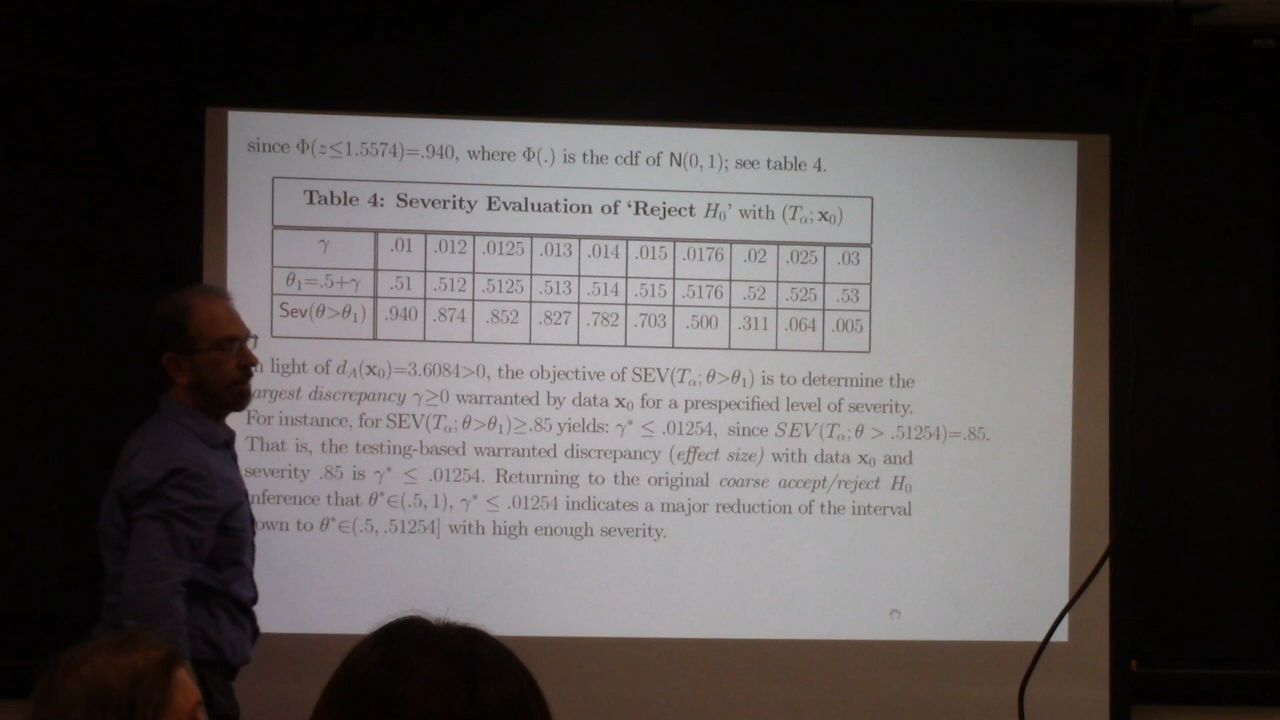 since Φ(z≤1.5574)=.940, where Φ(.) is the cdf of N(0, 1); see table 4.
Table 4: Severity Evaluation of ‘Reject H₀’ with (Tα; x₀)
γ .01 .012 .0125 .013 .014 .015 .0176 .02 .025 .03
θ₁=.5+γ .51 .512 .5125 .513 .514 .515 .5176 .52 .525 .53
Sev(θ>θ₁) .940 .874 .852 .827 .782 .703 .500 .311 .064 .005
n light of d_A(x₀)=3.6084>0, the objective of SEV(Tα; θ>θ₁) is to determine the
argest discrepancy γ≥0 warranted by data x₀ for a prespecified level of severity.
For instance, for SEV(Tα; θ>θ₁)≥.85 yields: γ* ≤ .01254, since SEV(Tα; θ > .51254)=.85.
That is, the testing-based warranted discrepancy (effect size) with data x₀ and
severity .85 is γ* ≤ .01254. Returning to the original coarse accept/reject H₀
nference that θ*∈(.5, 1), γ* ≤ .01254 indicates a major reduction of the interval
own to θ*∈(.5, .51254] with high enough severity.